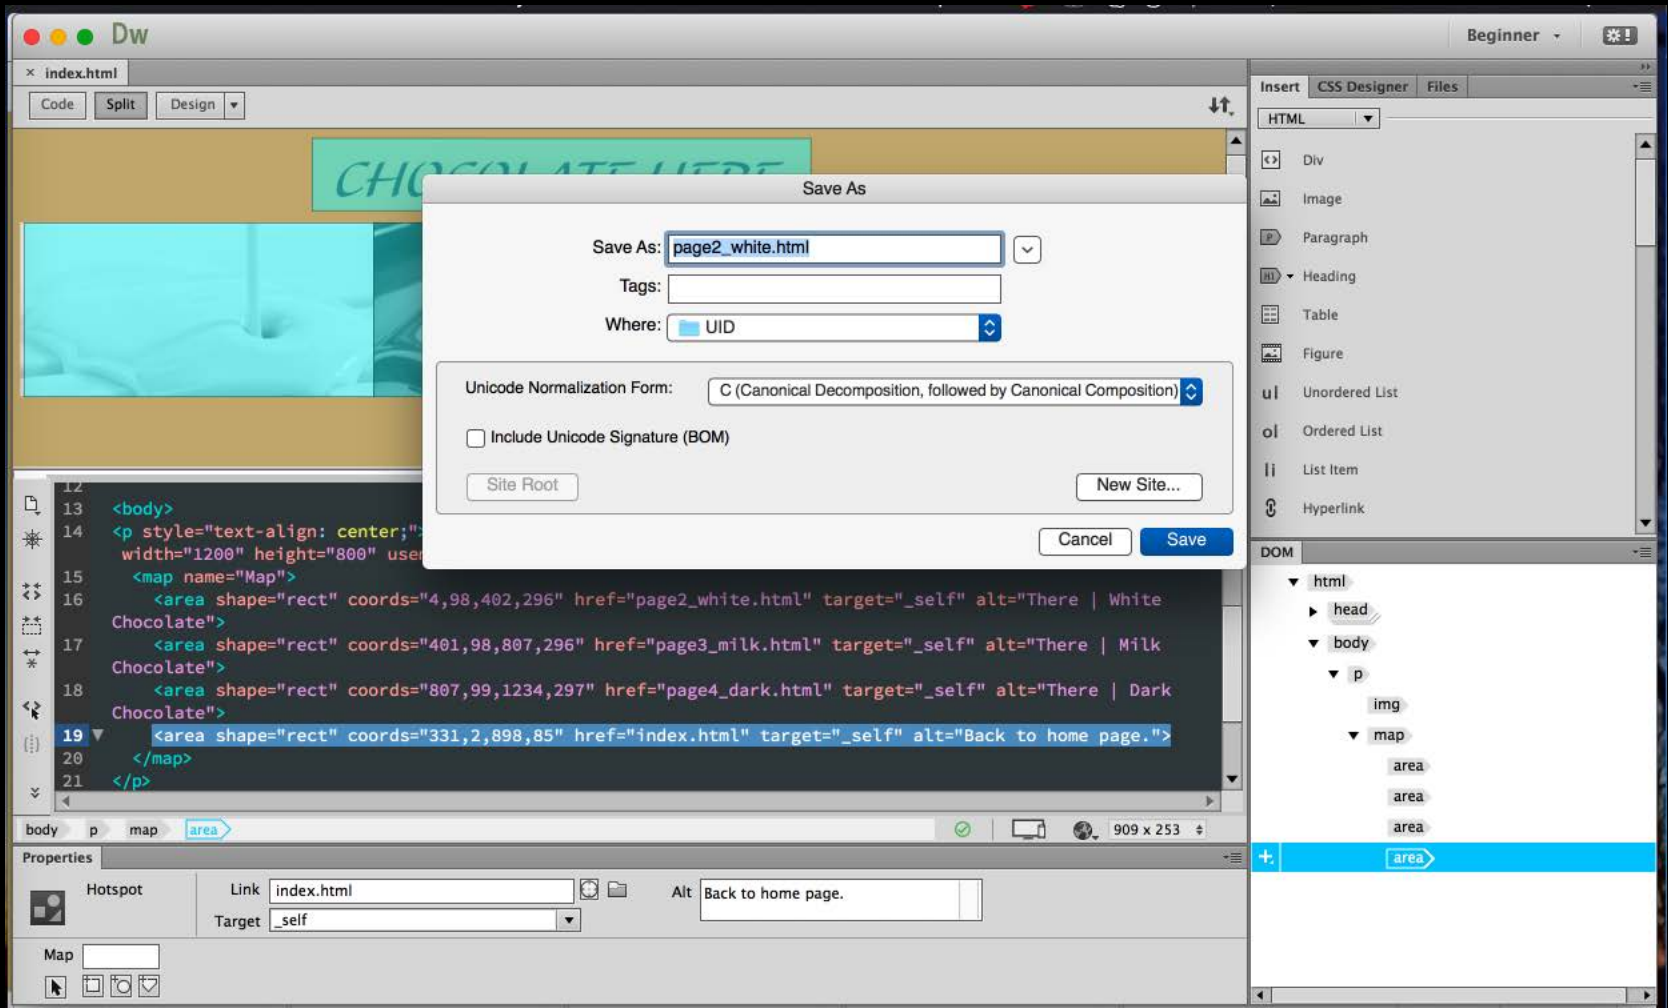 Dw
Beginner
× index.html
Code Split Design
CHOCOLATE HERE
Save As
Save As: page2_white.html
Tags:
Where: UID
Unicode Normalization Form: C (Canonical Decomposition, followed by Canonical Composition)
Include Unicode Signature (BOM)
Site Root New Site...
Cancel Save
12
13 <body>
14 <p style="text-align: center;"
width="1200" height="800" use
15 <map name="Map">
16 <area shape="rect" coords="4,98,402,296" href="page2_white.html" target="_self" alt="There | White
Chocolate">
17 <area shape="rect" coords="401,98,807,296" href="page3_milk.html" target="_self" alt="There | Milk
Chocolate">
18 <area shape="rect" coords="807,99,1234,297" href="page4_dark.html" target="_self" alt="There | Dark
Chocolate">
19 <area shape="rect" coords="331,2,898,85" href="index.html" target="_self" alt="Back to home page.">
20 </map>
21 </p>
body p map area
909 x 253
Properties
Hotspot
Link index.html
Alt Back to home page.
Target _self
Map
Insert CSS Designer Files
HTML
Div
Image
Paragraph
Heading
Table
Figure
ul Unordered List
ol Ordered List
li List Item
Hyperlink
DOM
html
head
body
p
img
map
area
area
area
area